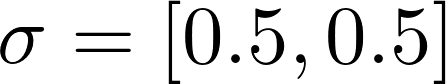 σ = [0.5, 0.5]